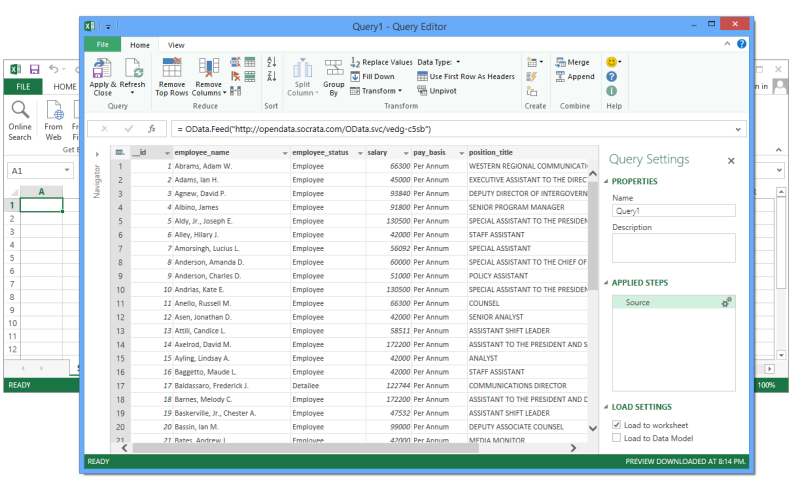 Query1 - Query Editor
File Home View
Apply & Close
Refresh
Query
Remove Top Rows
Remove Columns
Reduce
Sort
Split Column
Group By
Replace Values
Fill Down
Transform
Data Type:
Use First Row As Headers
Unpivot
Transform
Create
Merge
Append
Combine
Help
= OData.Feed("http://opendata.socrata.com/OData.svc/vedg-c5sb")
Navigator
__id employee_name employee_status salary pay_basis position_title
1 1 Abrams, Adam W. Employee 66300 Per Annum WESTERN REGIONAL COMMUNICATI
2 2 Adams, Ian H. Employee 45000 Per Annum EXECUTIVE ASSISTANT TO THE DIREC
3 3 Agnew, David P. Employee 93840 Per Annum DEPUTY DIRECTOR OF INTERGOVERN
4 4 Albino, James Employee 91800 Per Annum SENIOR PROGRAM MANAGER
5 5 Aldy, Jr., Joseph E. Employee 130500 Per Annum SPECIAL ASSISTANT TO THE PRESIDEN
6 6 Alley, Hilary J. Employee 42000 Per Annum STAFF ASSISTANT
7 7 Amorsingh, Lucius L. Employee 56092 Per Annum SPECIAL ASSISTANT
8 8 Anderson, Amanda D. Employee 60000 Per Annum SPECIAL ASSISTANT TO THE CHIEF OF
9 9 Anderson, Charles D. Employee 51000 Per Annum POLICY ASSISTANT
10 10 Andrias, Kate E. Employee 130500 Per Annum SPECIAL ASSISTANT TO THE PRESIDEN
11 11 Anello, Russell M. Employee 66300 Per Annum COUNSEL
12 12 Asen, Jonathan D. Employee 42000 Per Annum SENIOR ANALYST
13 13 Attili, Candice L. Employee 58511 Per Annum ASSISTANT SHIFT LEADER
14 14 Axelrod, David M. Employee 172200 Per Annum ASSISTANT TO THE PRESIDENT AND S
15 15 Ayling, Lindsay A. Employee 42000 Per Annum ANALYST
16 16 Baggetto, Maude L. Employee 42000 Per Annum STAFF ASSISTANT
17 17 Baldassaro, Frederick J. Detailee 122744 Per Annum COMMUNICATIONS DIRECTOR
18 18 Barnes, Melody C. Employee 172200 Per Annum ASSISTANT TO THE PRESIDENT AND D
19 19 Baskerville, Jr., Chester A. Employee 47532 Per Annum ASSISTANT SHIFT LEADER
20 20 Bassin, Ian M. Employee 99000 Per Annum DEPUTY ASSOCIATE COUNSEL
21 21 Bates, Andrew J. Employee 42000 Per Annum MEDIA MONITOR
Query Settings
PROPERTIES
Name
Query1
Description
APPLIED STEPS
Source
LOAD SETTINGS
Load to worksheet
Load to Data Model
READY PREVIEW DOWNLOADED AT 8:14 PM.
FILE HOME
n in
Online Search
From Web
Get E
A1
A
1
2
3
4
5
6
7
8
9
10
11
12
READY 100%